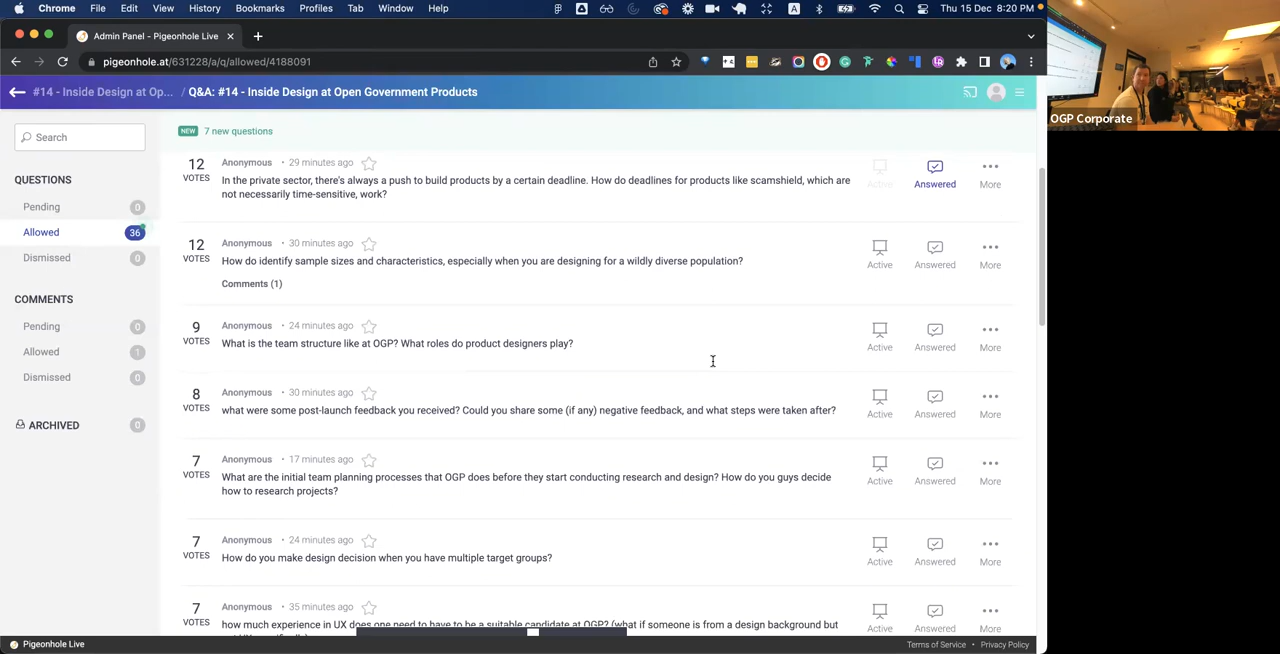 Chrome File Edit View History Bookmarks Profiles Tab Window Help Thu 15 Dec 8:20 PM
Admin Panel - Pigeonhole Live
pigeonhole.at/631228/a/q/allowed/4188091
#14 - Inside Design at Op... / Q&A: #14 - Inside Design at Open Government Products
OGP Corporate
Search
NEW 7 new questions
QUESTIONS
Pending 0
Allowed 36
Dismissed 0
COMMENTS
Pending 0
Allowed 1
Dismissed 0
ARCHIVED 0
12 VOTES
Anonymous • 29 minutes ago
In the private sector, there's always a push to build products by a certain deadline. How do deadlines for products like scamshield, which are
not necessarily time-sensitive, work?
Active Answered More
12 VOTES
Anonymous • 30 minutes ago
How do identify sample sizes and characteristics, especially when you are designing for a wildly diverse population?
Comments (1)
Active Answered More
9 VOTES
Anonymous • 24 minutes ago
What is the team structure like at OGP? What roles do product designers play?
Active Answered More
8 VOTES
Anonymous • 30 minutes ago
what were some post-launch feedback you received? Could you share some (if any) negative feedback, and what steps were taken after?
Active Answered More
7 VOTES
Anonymous • 17 minutes ago
What are the initial team planning processes that OGP does before they start conducting research and design? How do you guys decide
how to research projects?
Active Answered More
7 VOTES
Anonymous • 24 minutes ago
How do you make design decision when you have multiple target groups?
Active Answered More
7 VOTES
Anonymous • 35 minutes ago
how much experience in UX does one need to have to be a suitable candidate at OGP? (what if someone is from a design background but
Active Answered More
Pigeonhole Live
Terms of Service • Privacy Policy